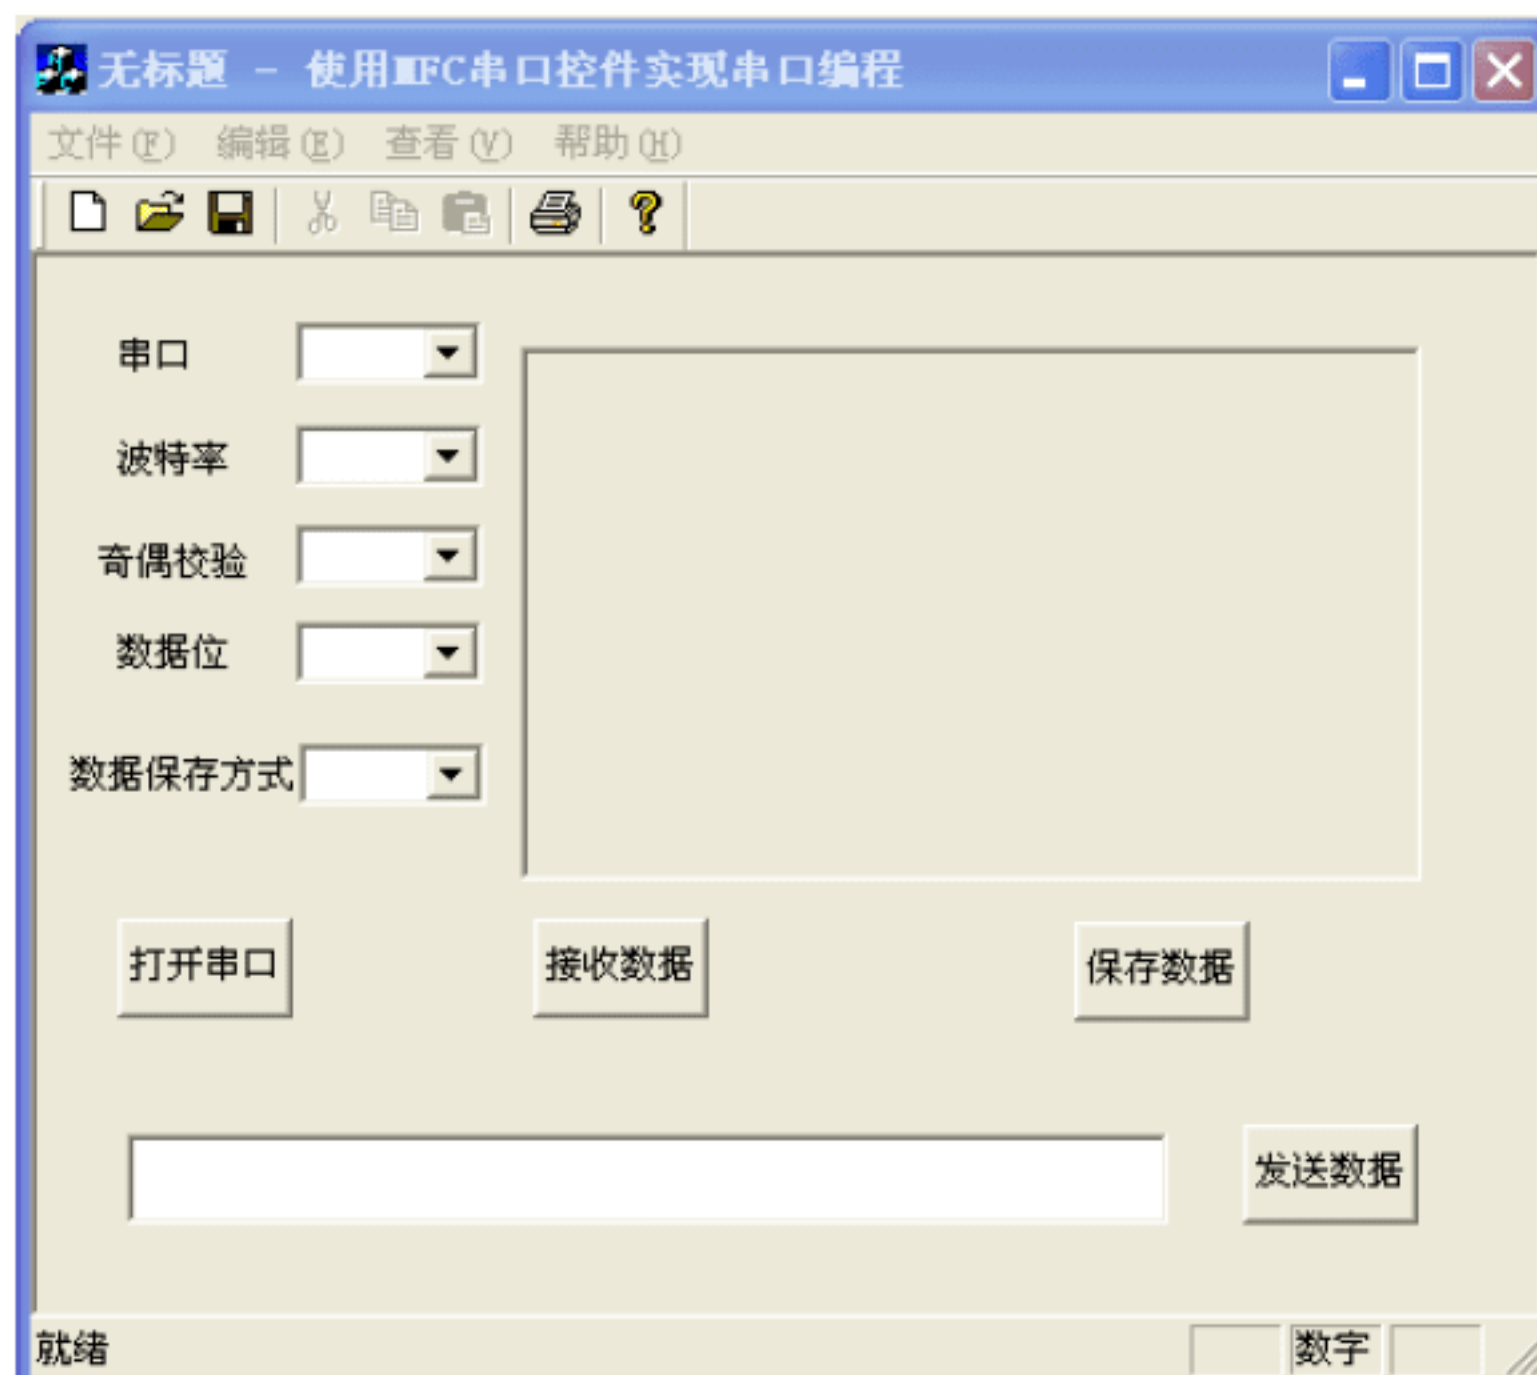 无标题 - 使用MFC串口控件实现串口编程
文件(F) 编辑(E) 查看(V) 帮助(H)
串口
波特率
奇偶校验
数据位
数据保存方式
打开串口 接收数据 保存数据
发送数据
就绪 数字